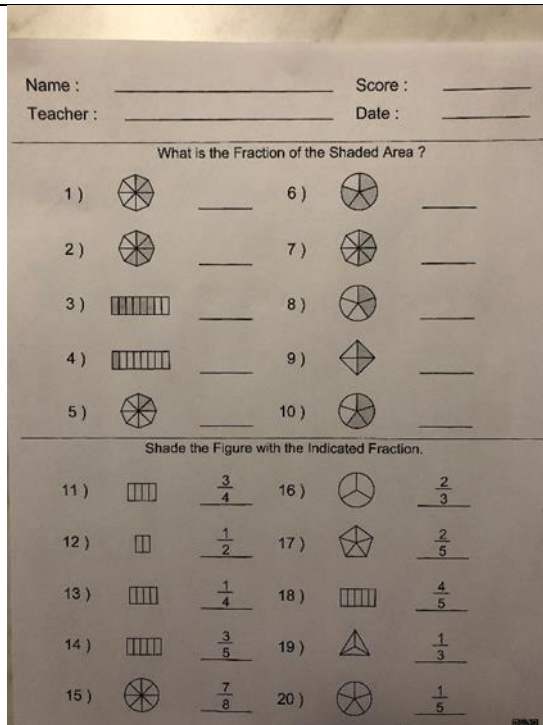 Name : Score :
Teacher : Date :
What is the Fraction of the Shaded Area ?
1 ) 6 )
2 ) 7 )
3 ) 8 )
4 ) 9 )
5 ) 10 )
Shade the Figure with the Indicated Fraction.
11 ) 3/4 16 ) 2/3
12 ) 1/2 17 ) 2/5
13 ) 1/4 18 ) 4/5
14 ) 3/5 19 ) 1/3
15 ) 7/8 20 ) 1/5